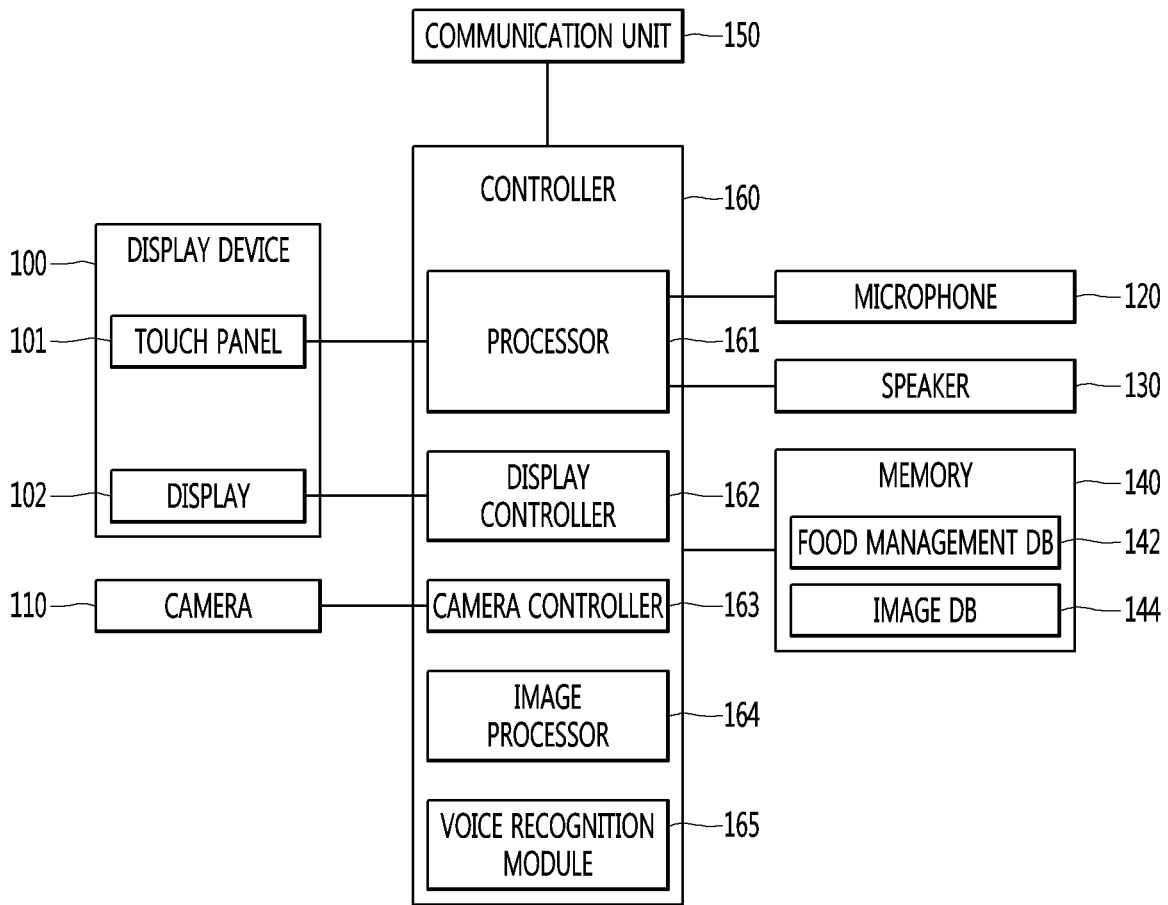 COMMUNICATION UNIT
150
CONTROLLER
160
100
DISPLAY DEVICE
101
TOUCH PANEL
PROCESSOR
161
MICROPHONE
120
SPEAKER
130
102
DISPLAY
DISPLAY
CONTROLLER
162
MEMORY
140
FOOD MANAGEMENT DB
142
IMAGE DB
144
110
CAMERA
CAMERA CONTROLLER
163
IMAGE
PROCESSOR
164
VOICE RECOGNITION
MODULE
165